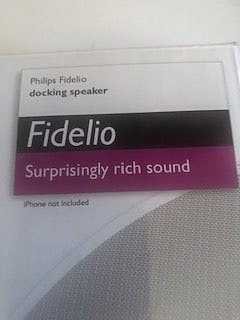 Philips Fidelio
docking speaker
Fidelio
Surprisingly rich sound
iPhone not included